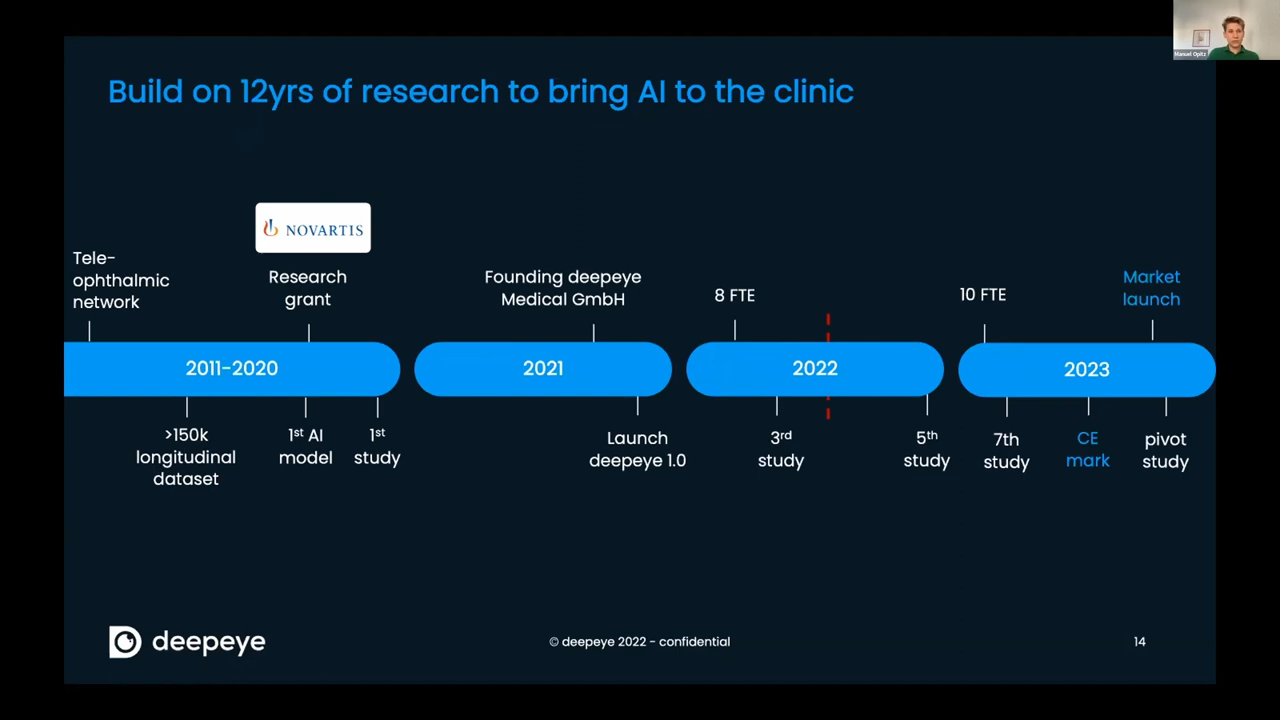 Manuel Opitz
Build on 12yrs of research to bring AI to the clinic
NOVARTIS
Tele-
ophthalmic
network
Research
grant
Founding deepeye
Medical GmbH
8 FTE
10 FTE
Market
launch
2011-2020
2021
2022
2023
>150k
longitudinal
dataset
1st AI
model
1st
study
Launch
deepeye 1.0
3rd
study
5th
study
7th
study
CE
mark
pivot
study
deepeye
© deepeye 2022 - confidential
14